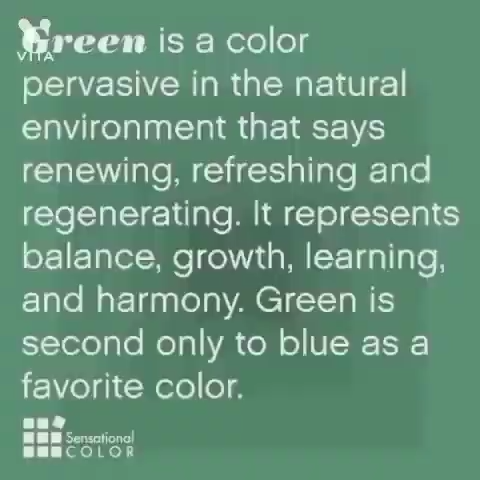 Green is a color
VITA
pervasive in the natural
environment that says
renewing, refreshing and
regenerating. It represents
balance, growth, learning,
and harmony. Green is
second only to blue as a
favorite color.
Sensational
COLOR